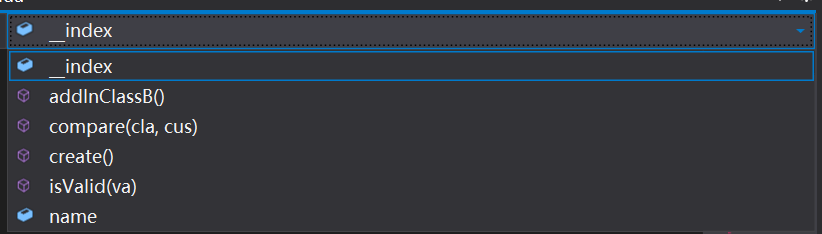 __index
__index
addInClassB()
compare(cla, cus)
create()
isValid(va)
name